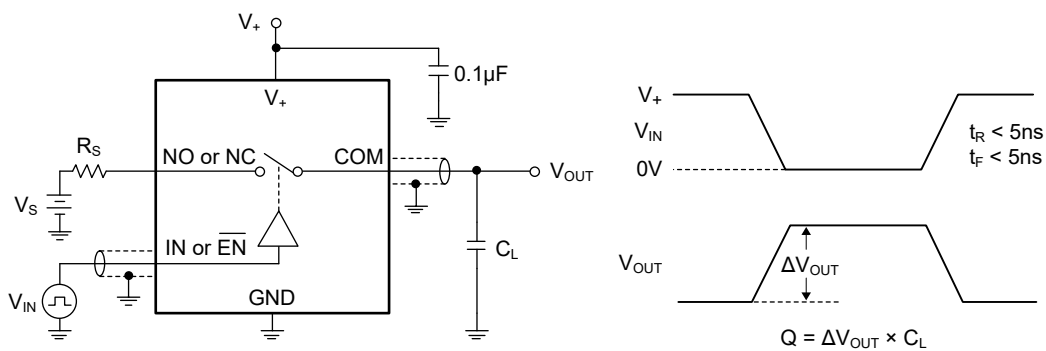 V+
0.1µF
V+
RS
NO or NC
COM
VOUT
VS
IN or E̅N̅
CL
VIN
GND
V+
VIN
0V
tR < 5ns
tF < 5ns
VOUT
ΔVOUT
Q = ΔVOUT × CL